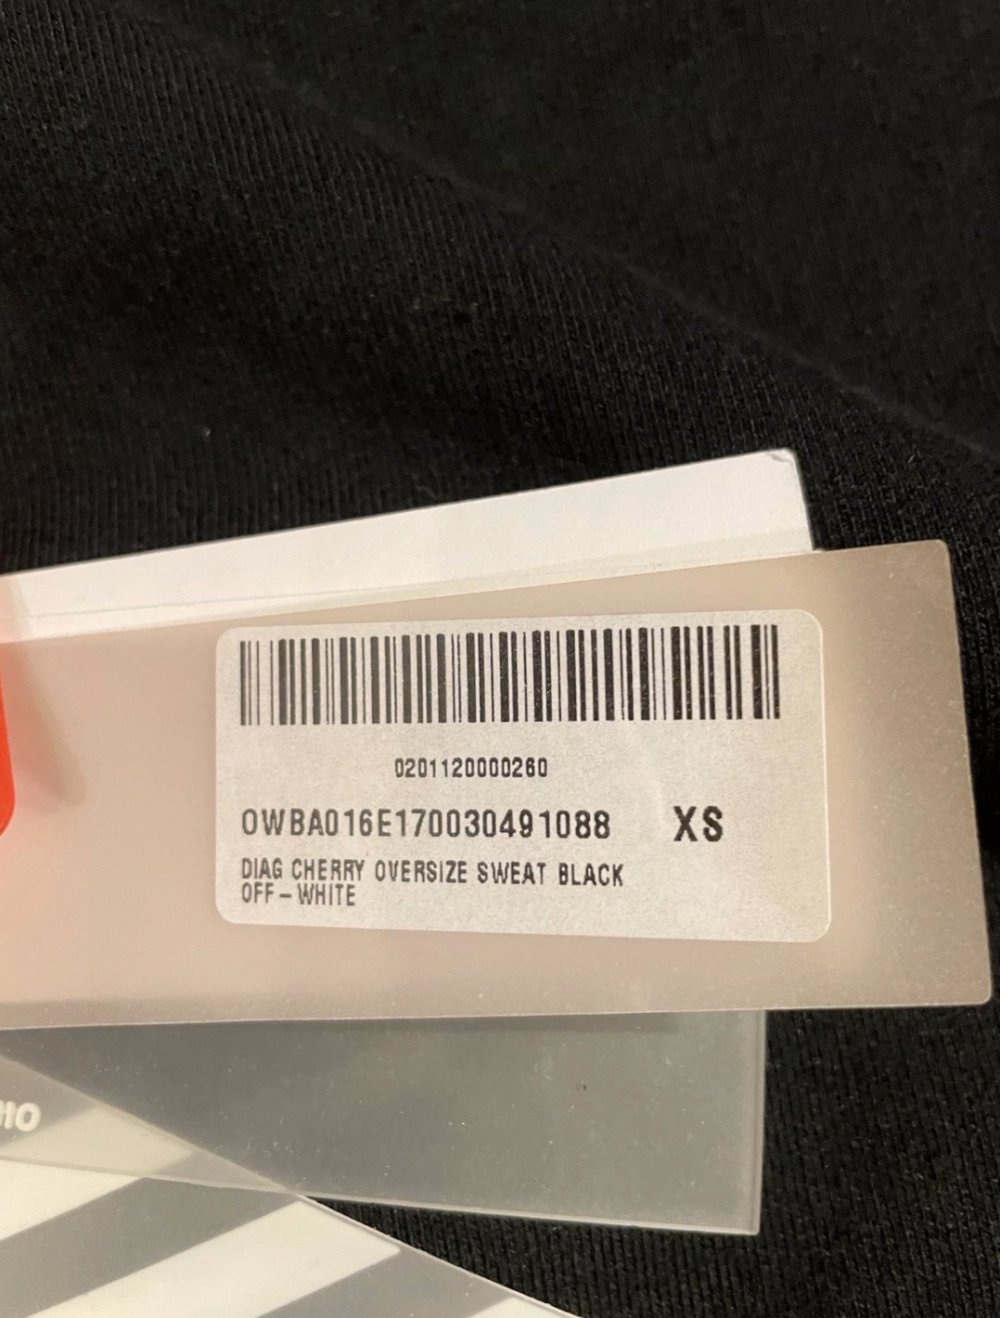 0201120000260
OWBA016E170030491088 XS
DIAG CHERRY OVERSIZE SWEAT BLACK
OFF-WHITE